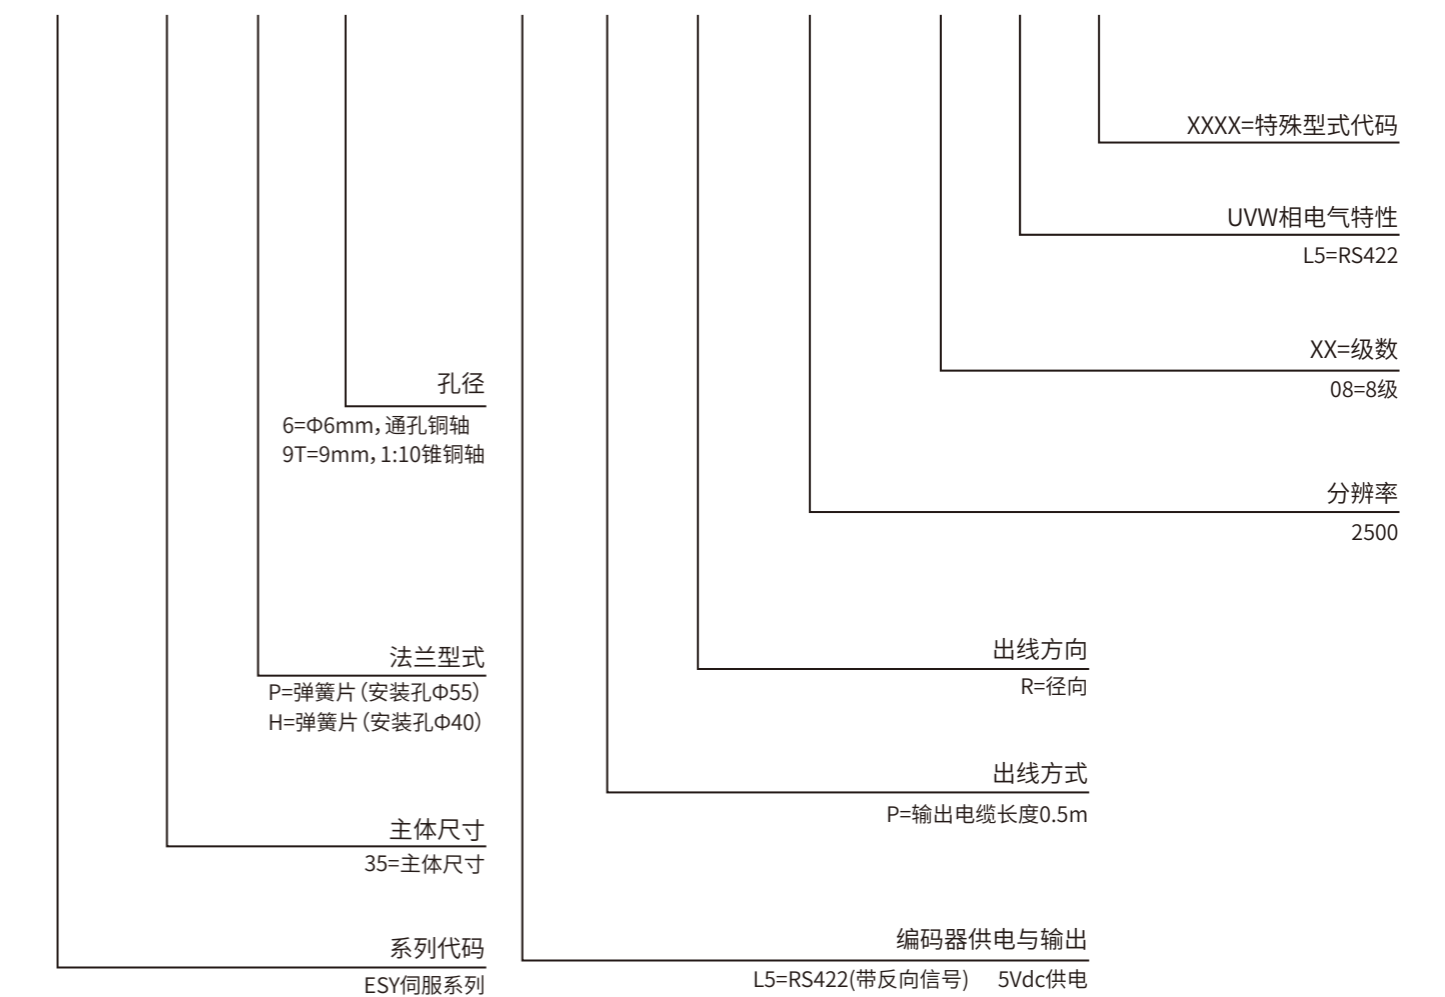 XXXX=特殊型式代码
UVW相电气特性
L5=RS422
XX=级数
08=8级
孔径
6=Φ6mm，通孔铜轴
9T=9mm，1:10锥铜轴
分辨率
2500
法兰型式
P=弹簧片（安装孔Φ55）
H=弹簧片（安装孔Φ40）
出线方向
R=径向
出线方式
P=输出电缆长度0.5m
主体尺寸
35=主体尺寸
系列代码
ESY伺服系列
编码器供电与输出
L5=RS422(带反向信号) 5Vdc供电